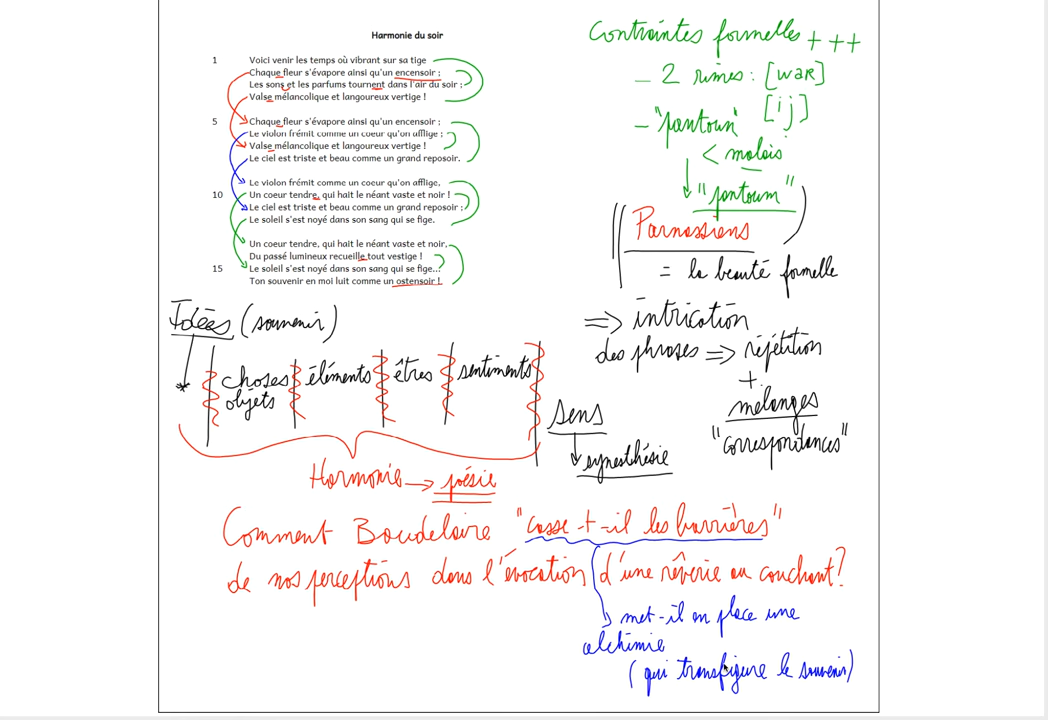 Harmonie du soir
1 Voici venir les temps où vibrant sur sa tige
Chaque fleur s'évapore ainsi qu'un encensoir ;
Les sons et les parfums tournent dans l'air du soir ;
Valse mélancolique et langoureux vertige !
5 Chaque fleur s'évapore ainsi qu'un encensoir ;
Le violon frémit comme un coeur qu'on afflige ;
Valse mélancolique et langoureux vertige !
Le ciel est triste et beau comme un grand reposoir.
Le violon frémit comme un coeur qu'on afflige,
10 Un coeur tendre, qui hait le néant vaste et noir !
Le ciel est triste et beau comme un grand reposoir ;
Le soleil s'est noyé dans son sang qui se fige.
Un coeur tendre, qui hait le néant vaste et noir,
Du passé lumineux recueille tout vestige !
15 Le soleil s'est noyé dans son sang qui se fige...
Ton souvenir en moi luit comme un ostensoir !
Contraintes formelles +++
- 2 rimes : [waR]
[ij]
- "pantoun"
< malais
"pantoum"
Parnassiens
= la beauté formelle
=> intrication
des phrases => répétition
+
mélanges
"correspondances"
Idées (souvenir)
choses éléments êtres sentiments
objets
sens
synesthésie
Harmonie → poésie
Comment Baudelaire "casse-t-il les barrières"
de nos perceptions dans l'évocation d'une rêverie au couchant ?
met-il en place une
alchimie
(qui transfigure le souvenir)